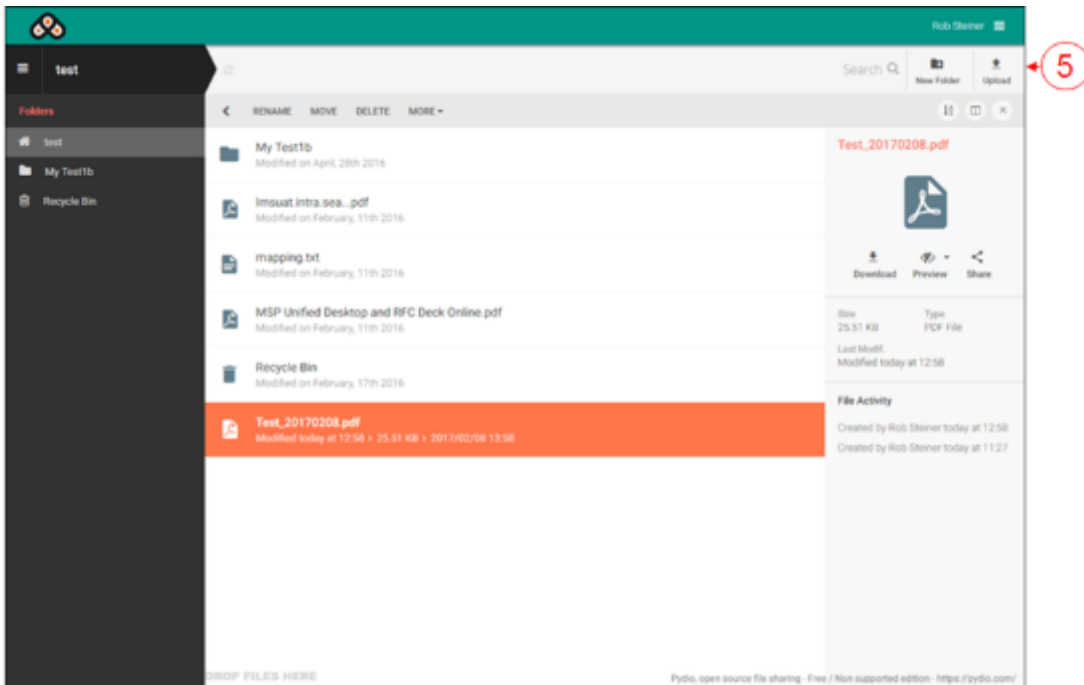 Rob Steiner
test
Search
New Folder
Upload
5
Folders
RENAME MOVE DELETE MORE
test
My Test1b
Recycle Bin
My Test1b
Modified on April, 28th 2016
lmsuat.intra.sea...pdf
Modified on February, 11th 2016
mapping.txt
Modified on February, 11th 2016
MSP Unified Desktop and RFC Deck Online.pdf
Modified on February, 11th 2016
Recycle Bin
Modified on February, 17th 2016
Test_20170208.pdf
Modified today at 12:58 > 25.51 KB > 2017/02/08 13:58
Test_20170208.pdf
Download Preview Share
Size Type
25.51 KB PDF File
Last Modif.
Modified today at 12:58
File Activity
Created by Rob Steiner today at 12:58
Created by Rob Steiner today at 11:27
DROP FILES HERE
Pydio, open source file sharing - Free / Non supported edition - https://pydio.com/